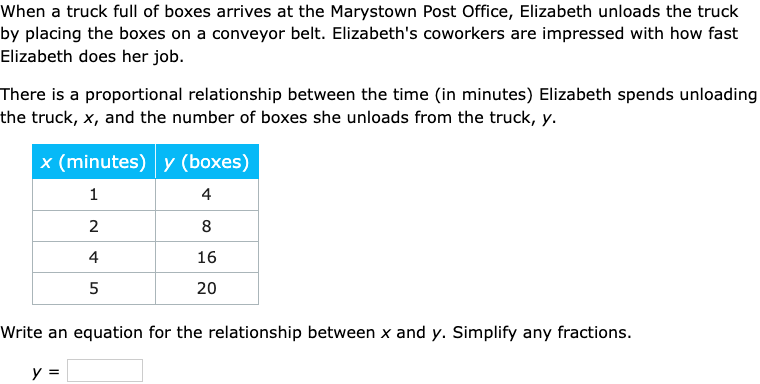 When a truck full of boxes arrives at the Marystown Post Office, Elizabeth unloads the truck
by placing the boxes on a conveyor belt. Elizabeth's coworkers are impressed with how fast
Elizabeth does her job.
There is a proportional relationship between the time (in minutes) Elizabeth spends unloading
the truck, x, and the number of boxes she unloads from the truck, y.
x (minutes) y (boxes)
1 4
2 8
4 16
5 20
Write an equation for the relationship between x and y. Simplify any fractions.
y =